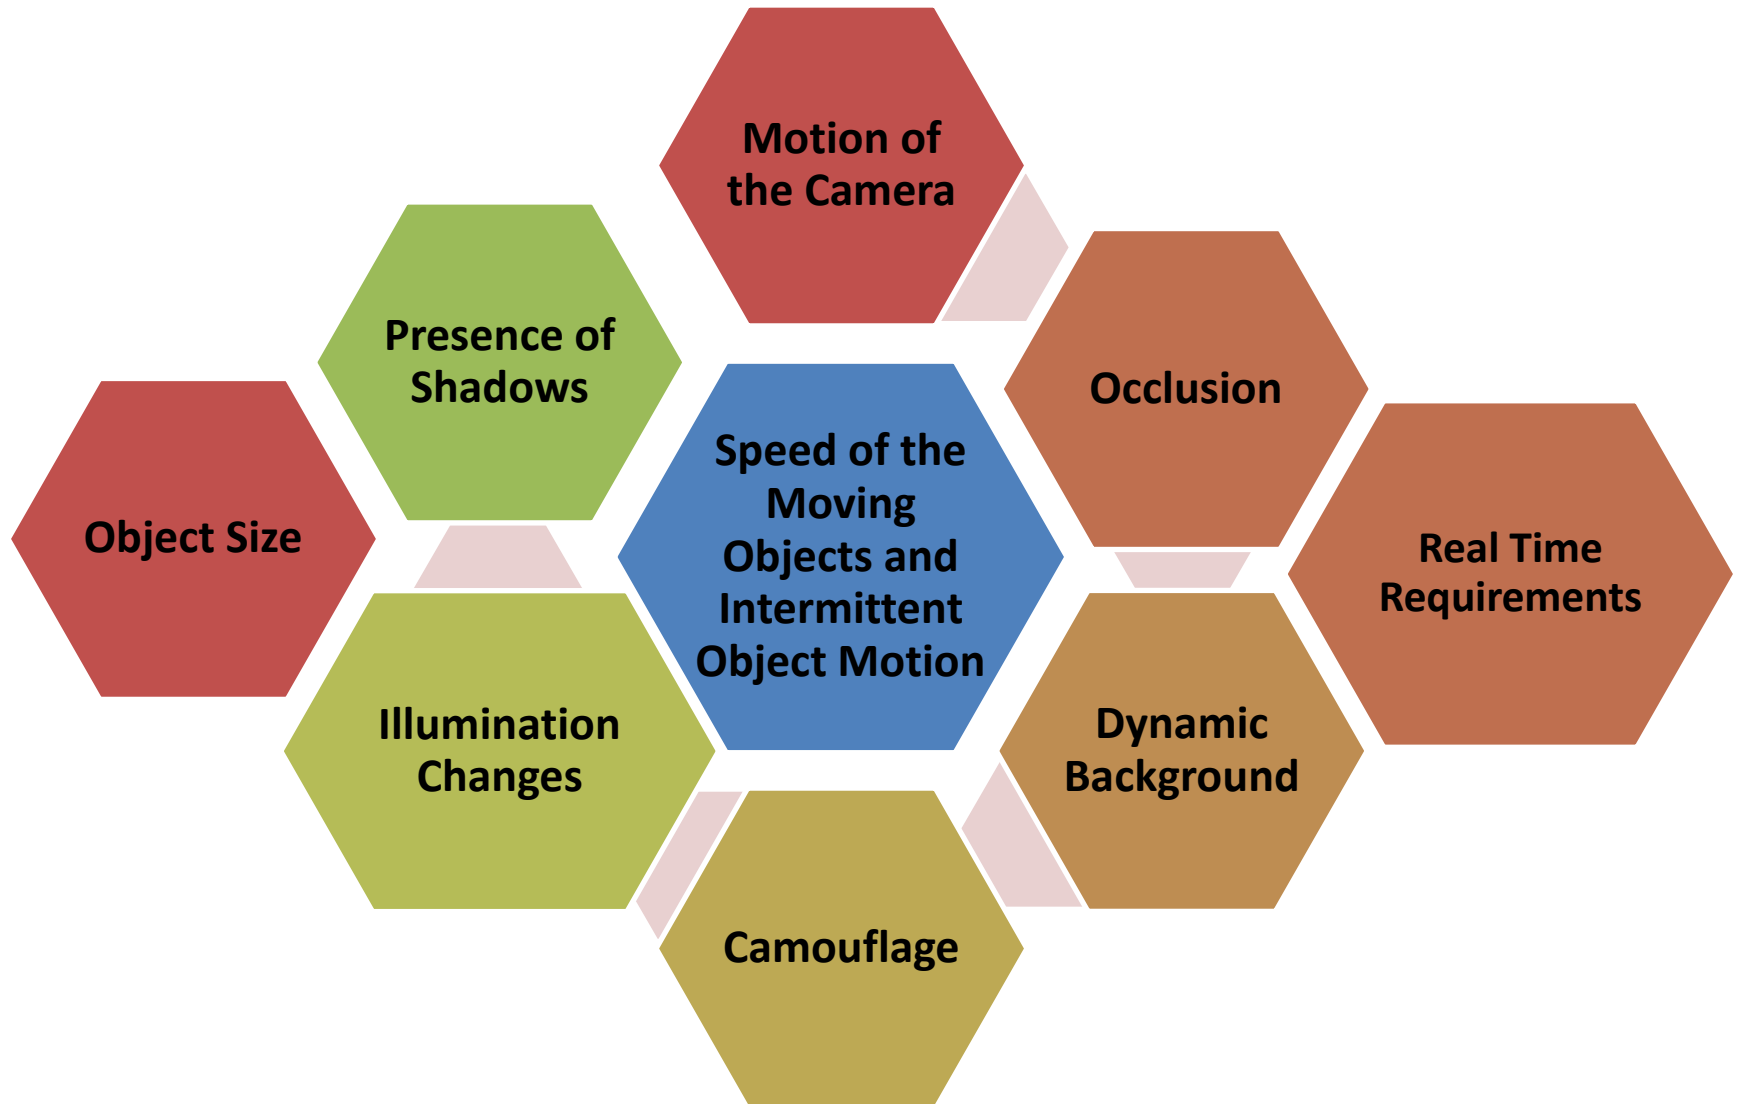 Motion of
the Camera
Presence of
Shadows
Occlusion
Object Size
Speed of the
Moving
Objects and
Intermittent
Object Motion
Real Time
Requirements
Illumination
Changes
Dynamic
Background
Camouflage